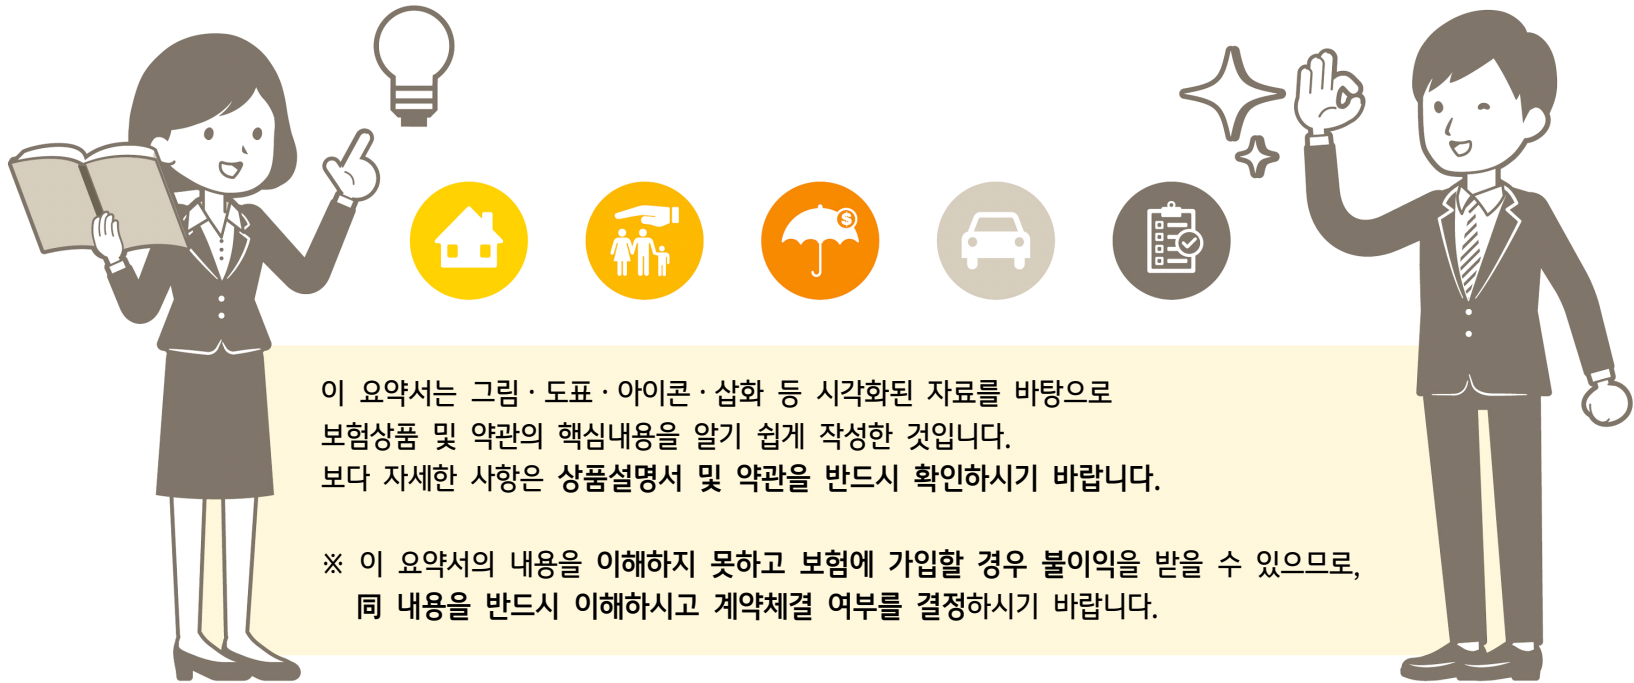 이 요약서는 그림 · 도표 · 아이콘 · 삽화 등 시각화된 자료를 바탕으로
보험상품 및 약관의 핵심내용을 알기 쉽게 작성한 것입니다.
보다 자세한 사항은 상품설명서 및 약관을 반드시 확인하시기 바랍니다.
※ 이 요약서의 내용을 이해하지 못하고 보험에 가입할 경우 불이익을 받을 수 있으므로,
同 내용을 반드시 이해하시고 계약체결 여부를 결정하시기 바랍니다.